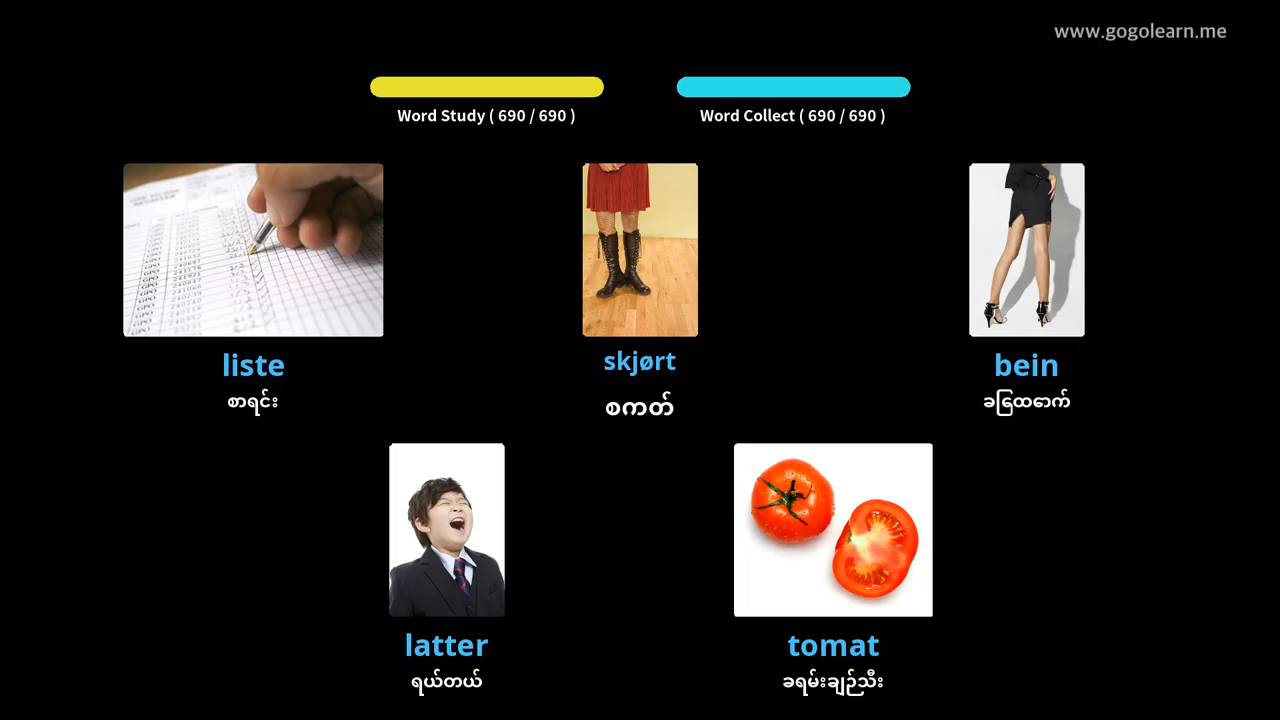 www.gogolearn.me
Word Study ( 690 / 690 )
Word Collect ( 690 / 690 )
liste
စာရင်း
skjørt
စကတ်
bein
ခြေထောက်
latter
ရယ်တယ်
tomat
ခရမ်းချဉ်သီး